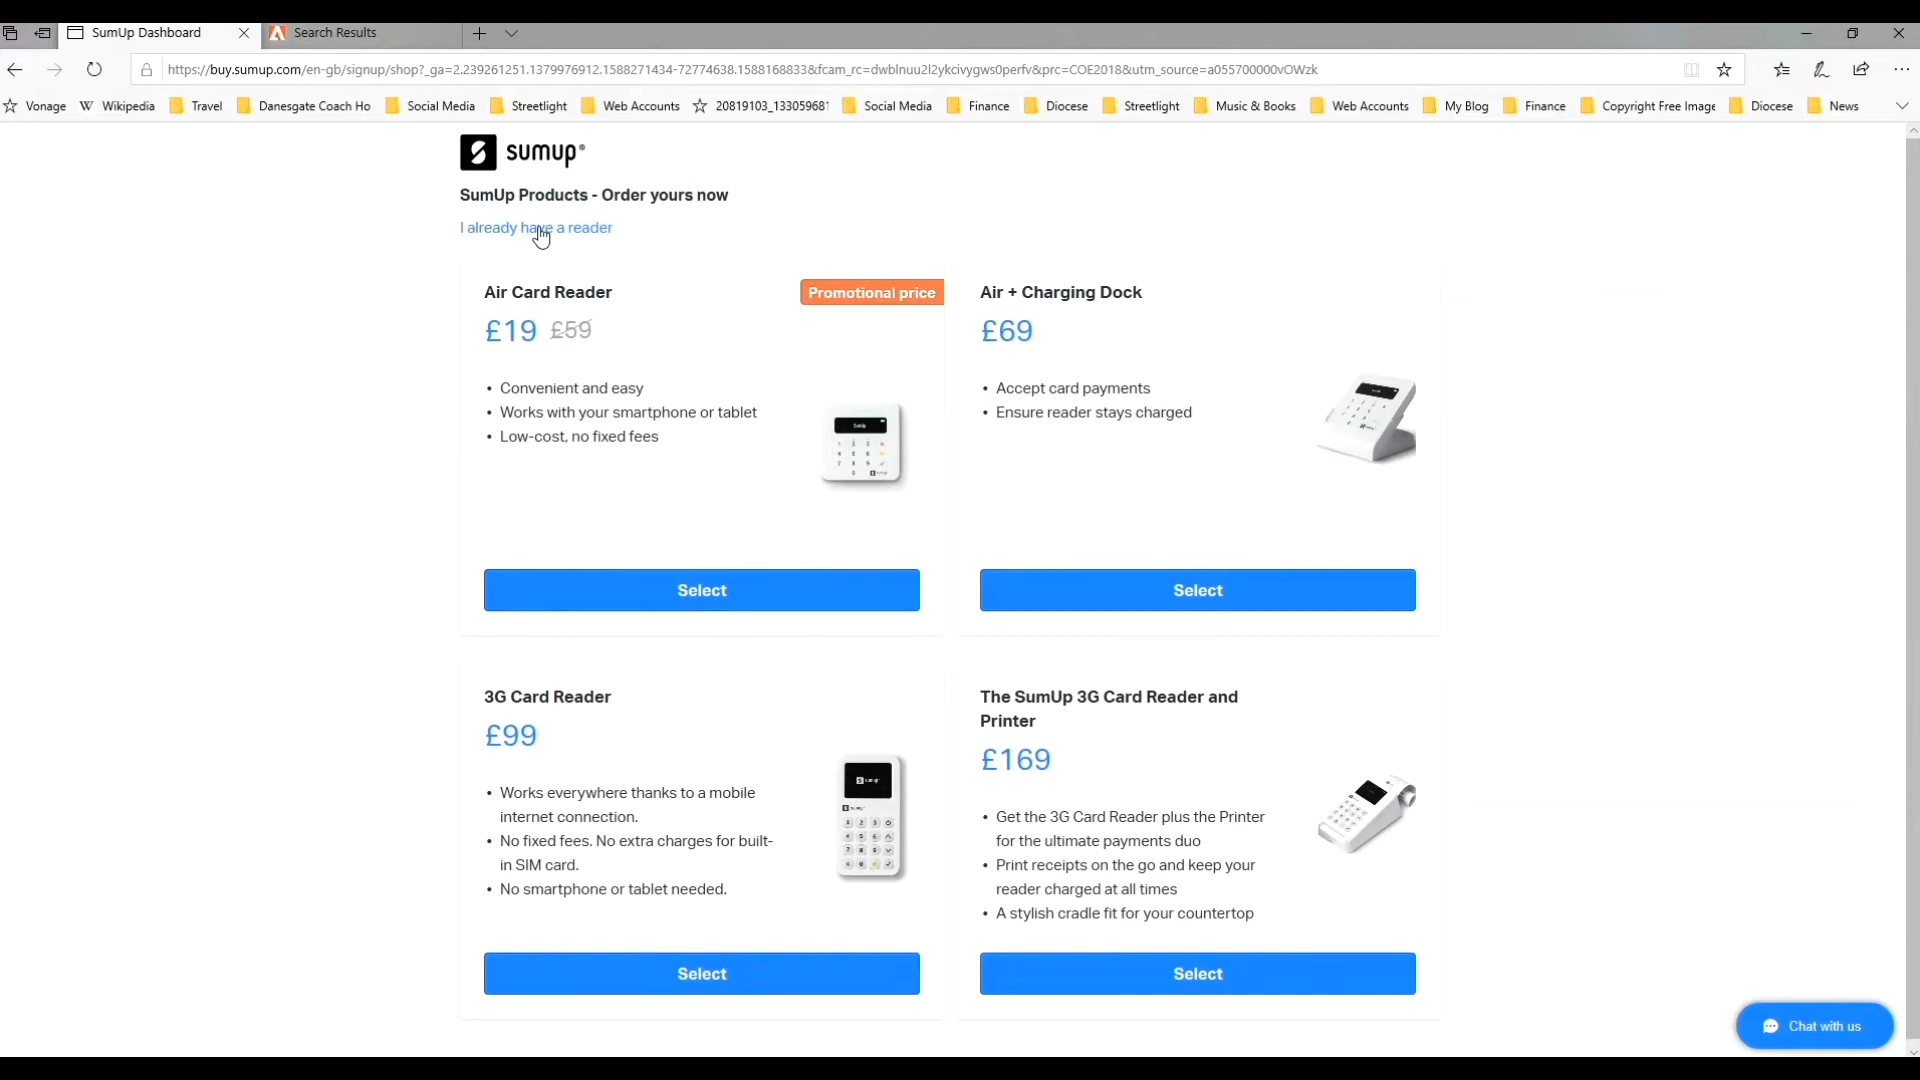 SumUp Dashboard
Search Results
https://buy.sumup.com/en-gb/signup/shop?_ga=2.239261251.1379976912.1588271434-72774638.1588168833&fcam_rc=dwblnuu2l2ykcivygws0perfv&prc=COE2018&utm_source=a055700000vOWzk
Vonage Wikipedia Travel Danesgate Coach Ho Social Media Streetlight Web Accounts 20819103_133059681 Social Media Finance Diocese Streetlight Music & Books Web Accounts My Blog Finance Copyright Free Image Diocese News
sumup®
SumUp Products - Order yours now
I already have a reader
Air Card Reader
Promotional price
£19 £59
• Convenient and easy
• Works with your smartphone or tablet
• Low-cost, no fixed fees
Select
Air + Charging Dock
£69
• Accept card payments
• Ensure reader stays charged
Select
3G Card Reader
£99
• Works everywhere thanks to a mobile
internet connection.
• No fixed fees. No extra charges for built-
in SIM card.
• No smartphone or tablet needed.
Select
The SumUp 3G Card Reader and
Printer
£169
• Get the 3G Card Reader plus the Printer
for the ultimate payments duo
• Print receipts on the go and keep your
reader charged at all times
• A stylish cradle fit for your countertop
Select
Chat with us